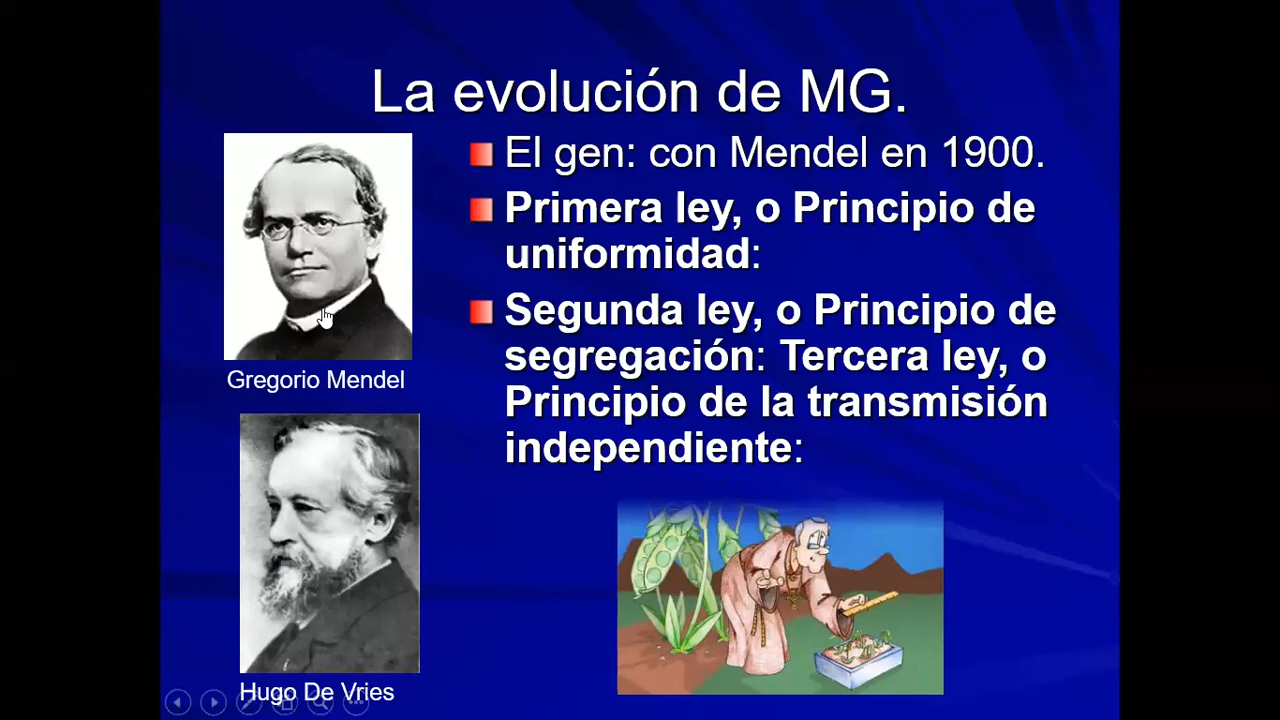 La evolución de MG.
El gen: con Mendel en 1900.
Primera ley, o Principio de
uniformidad:
Segunda ley, o Principio de
segregación: Tercera ley, o
Principio de la transmisión
independiente:
Gregorio Mendel
Hugo De Vries